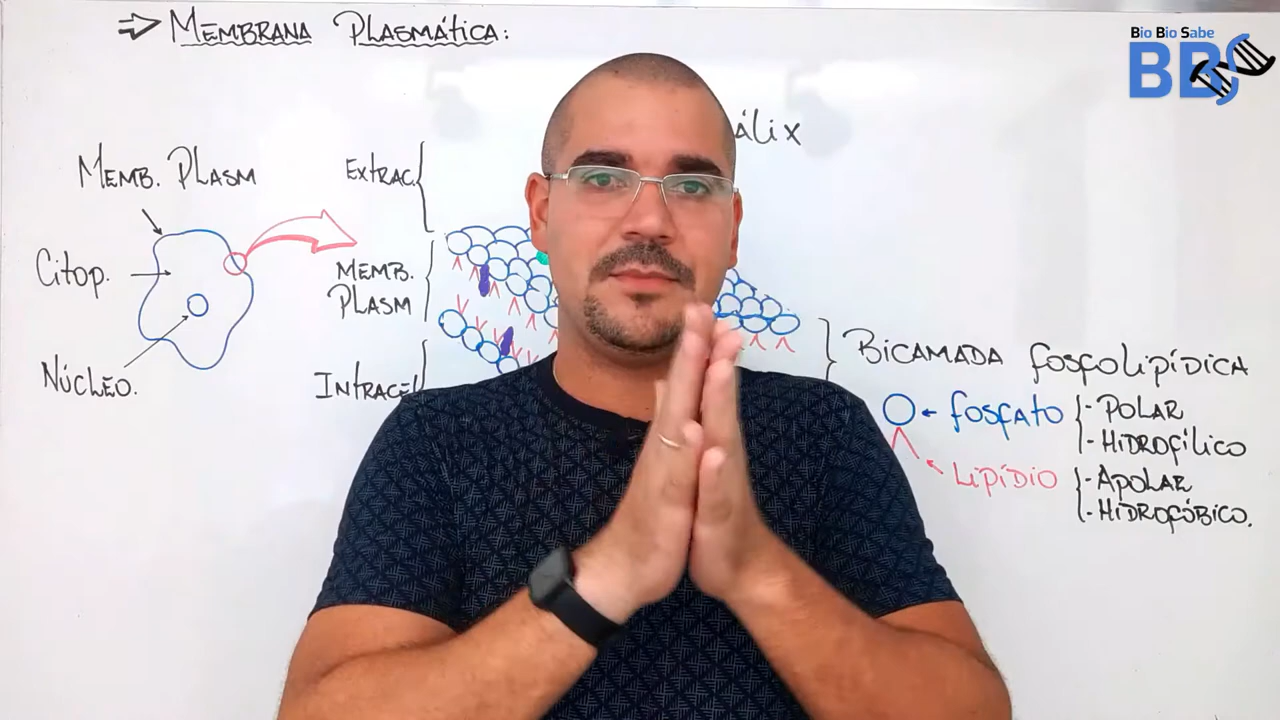 ⇒ MEMBRANA PLASMÁTICA:
Bio Bio Sabe
BBS
MEMB. PLASM
Citop.
NÚCLEO.
EXTRAC
MEMB.
PLASM
INTRACEL
BICAMADA fosfolipídica
← fosfato
- POLAR
- HIDROFÍLICO
Lipídio
- APOLAR
- HIDROFÓBICO.